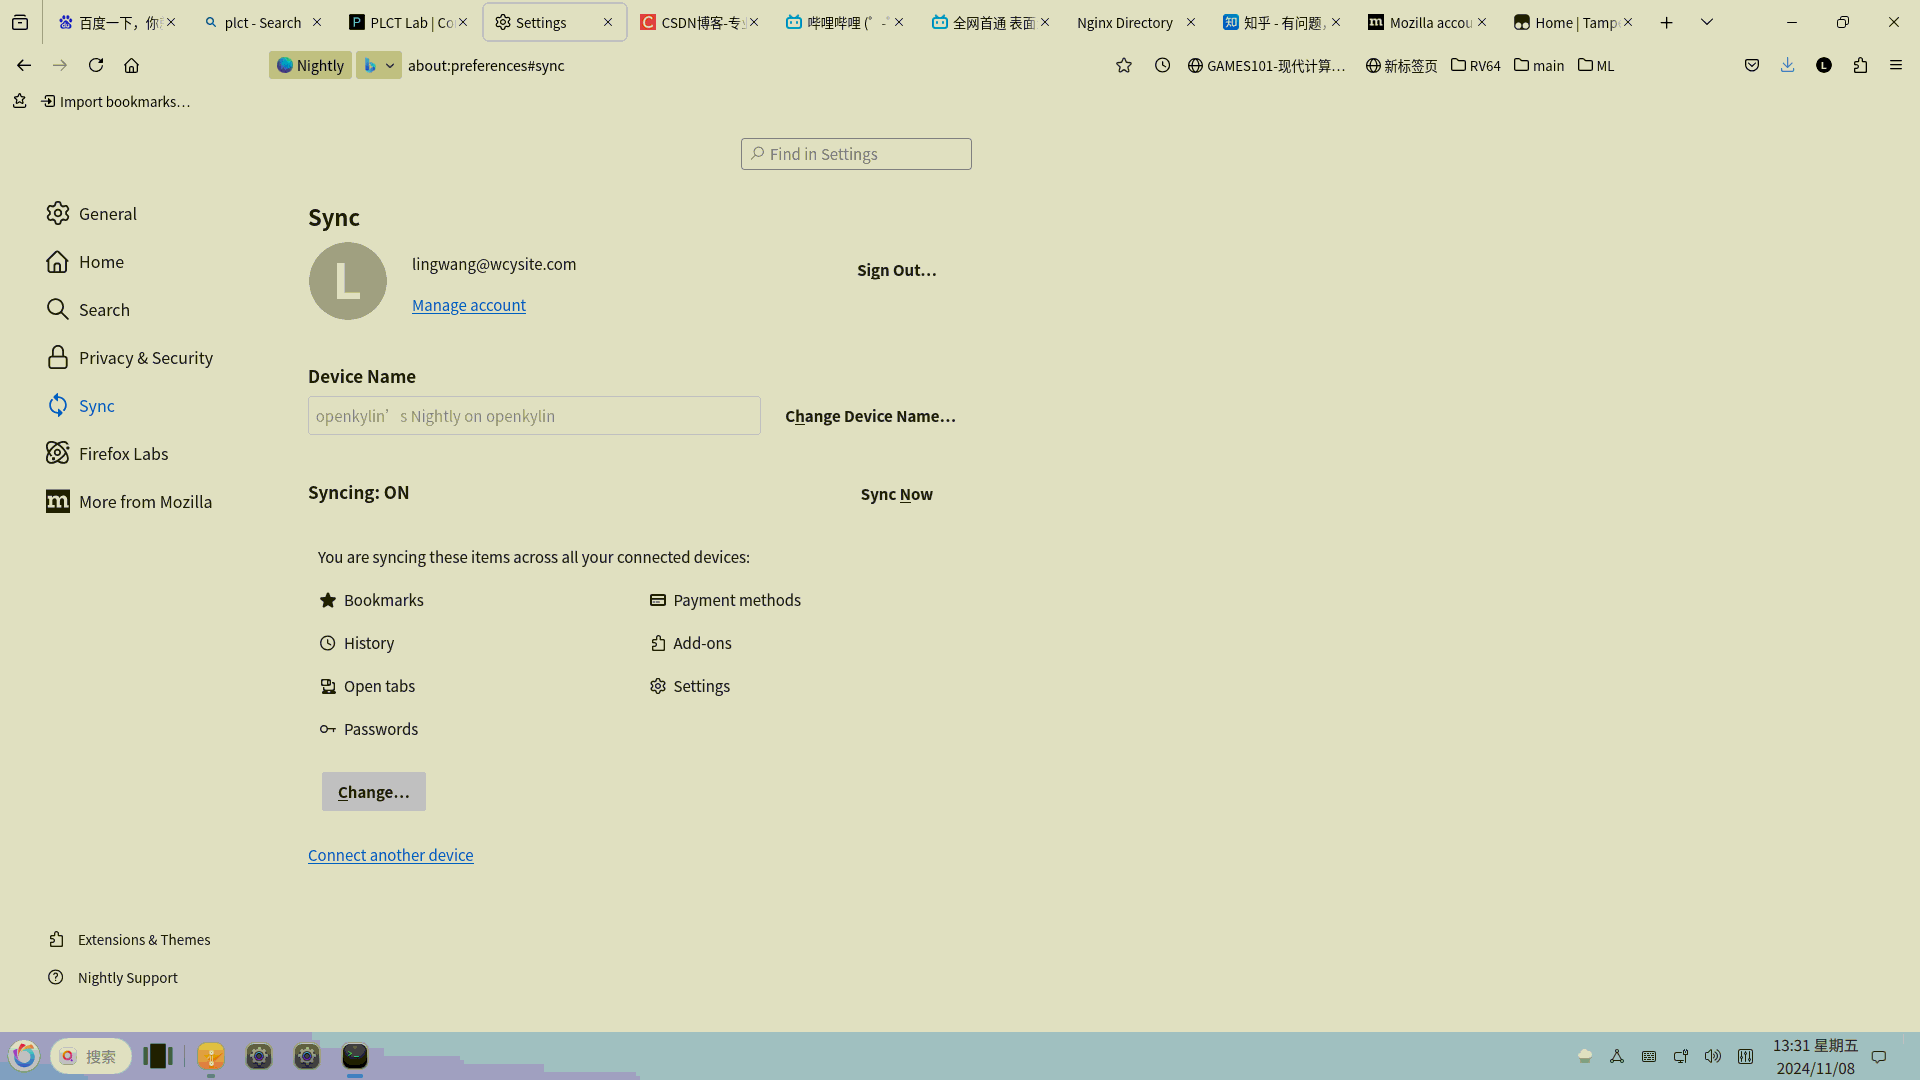 百度一下，你
plct - Search
PLCT Lab | Co
Settings
CSDN博客-专
哔哩哔哩 (゜-゜
全网首通 表面
Nginx Directory
知乎 - 有问题，
Mozilla accou
Home | Tamp
Nightly
about:preferences#sync
GAMES101-现代计算…
新标签页
RV64
main
ML
Import bookmarks…
Find in Settings
General
Home
Search
Privacy & Security
Sync
Firefox Labs
More from Mozilla
Sync
L
lingwang@wcysite.com
Sign Out…
Manage account
Device Name
openkylin’s Nightly on openkylin
Change Device Name…
Syncing: ON
Sync Now
You are syncing these items across all your connected devices:
Bookmarks
Payment methods
History
Add-ons
Open tabs
Settings
Passwords
Change…
Connect another device
Extensions & Themes
Nightly Support
搜索
13:31 星期五
2024/11/08